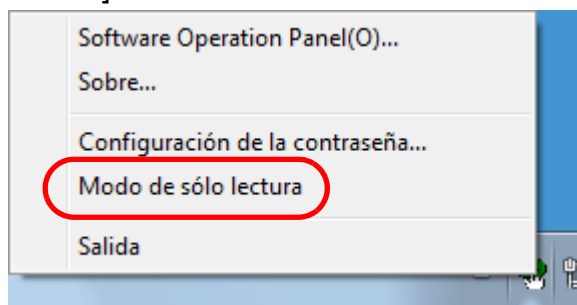 Software Operation Panel(O)...
Sobre...
Configuración de la contraseña...
Modo de sólo lectura
Salida